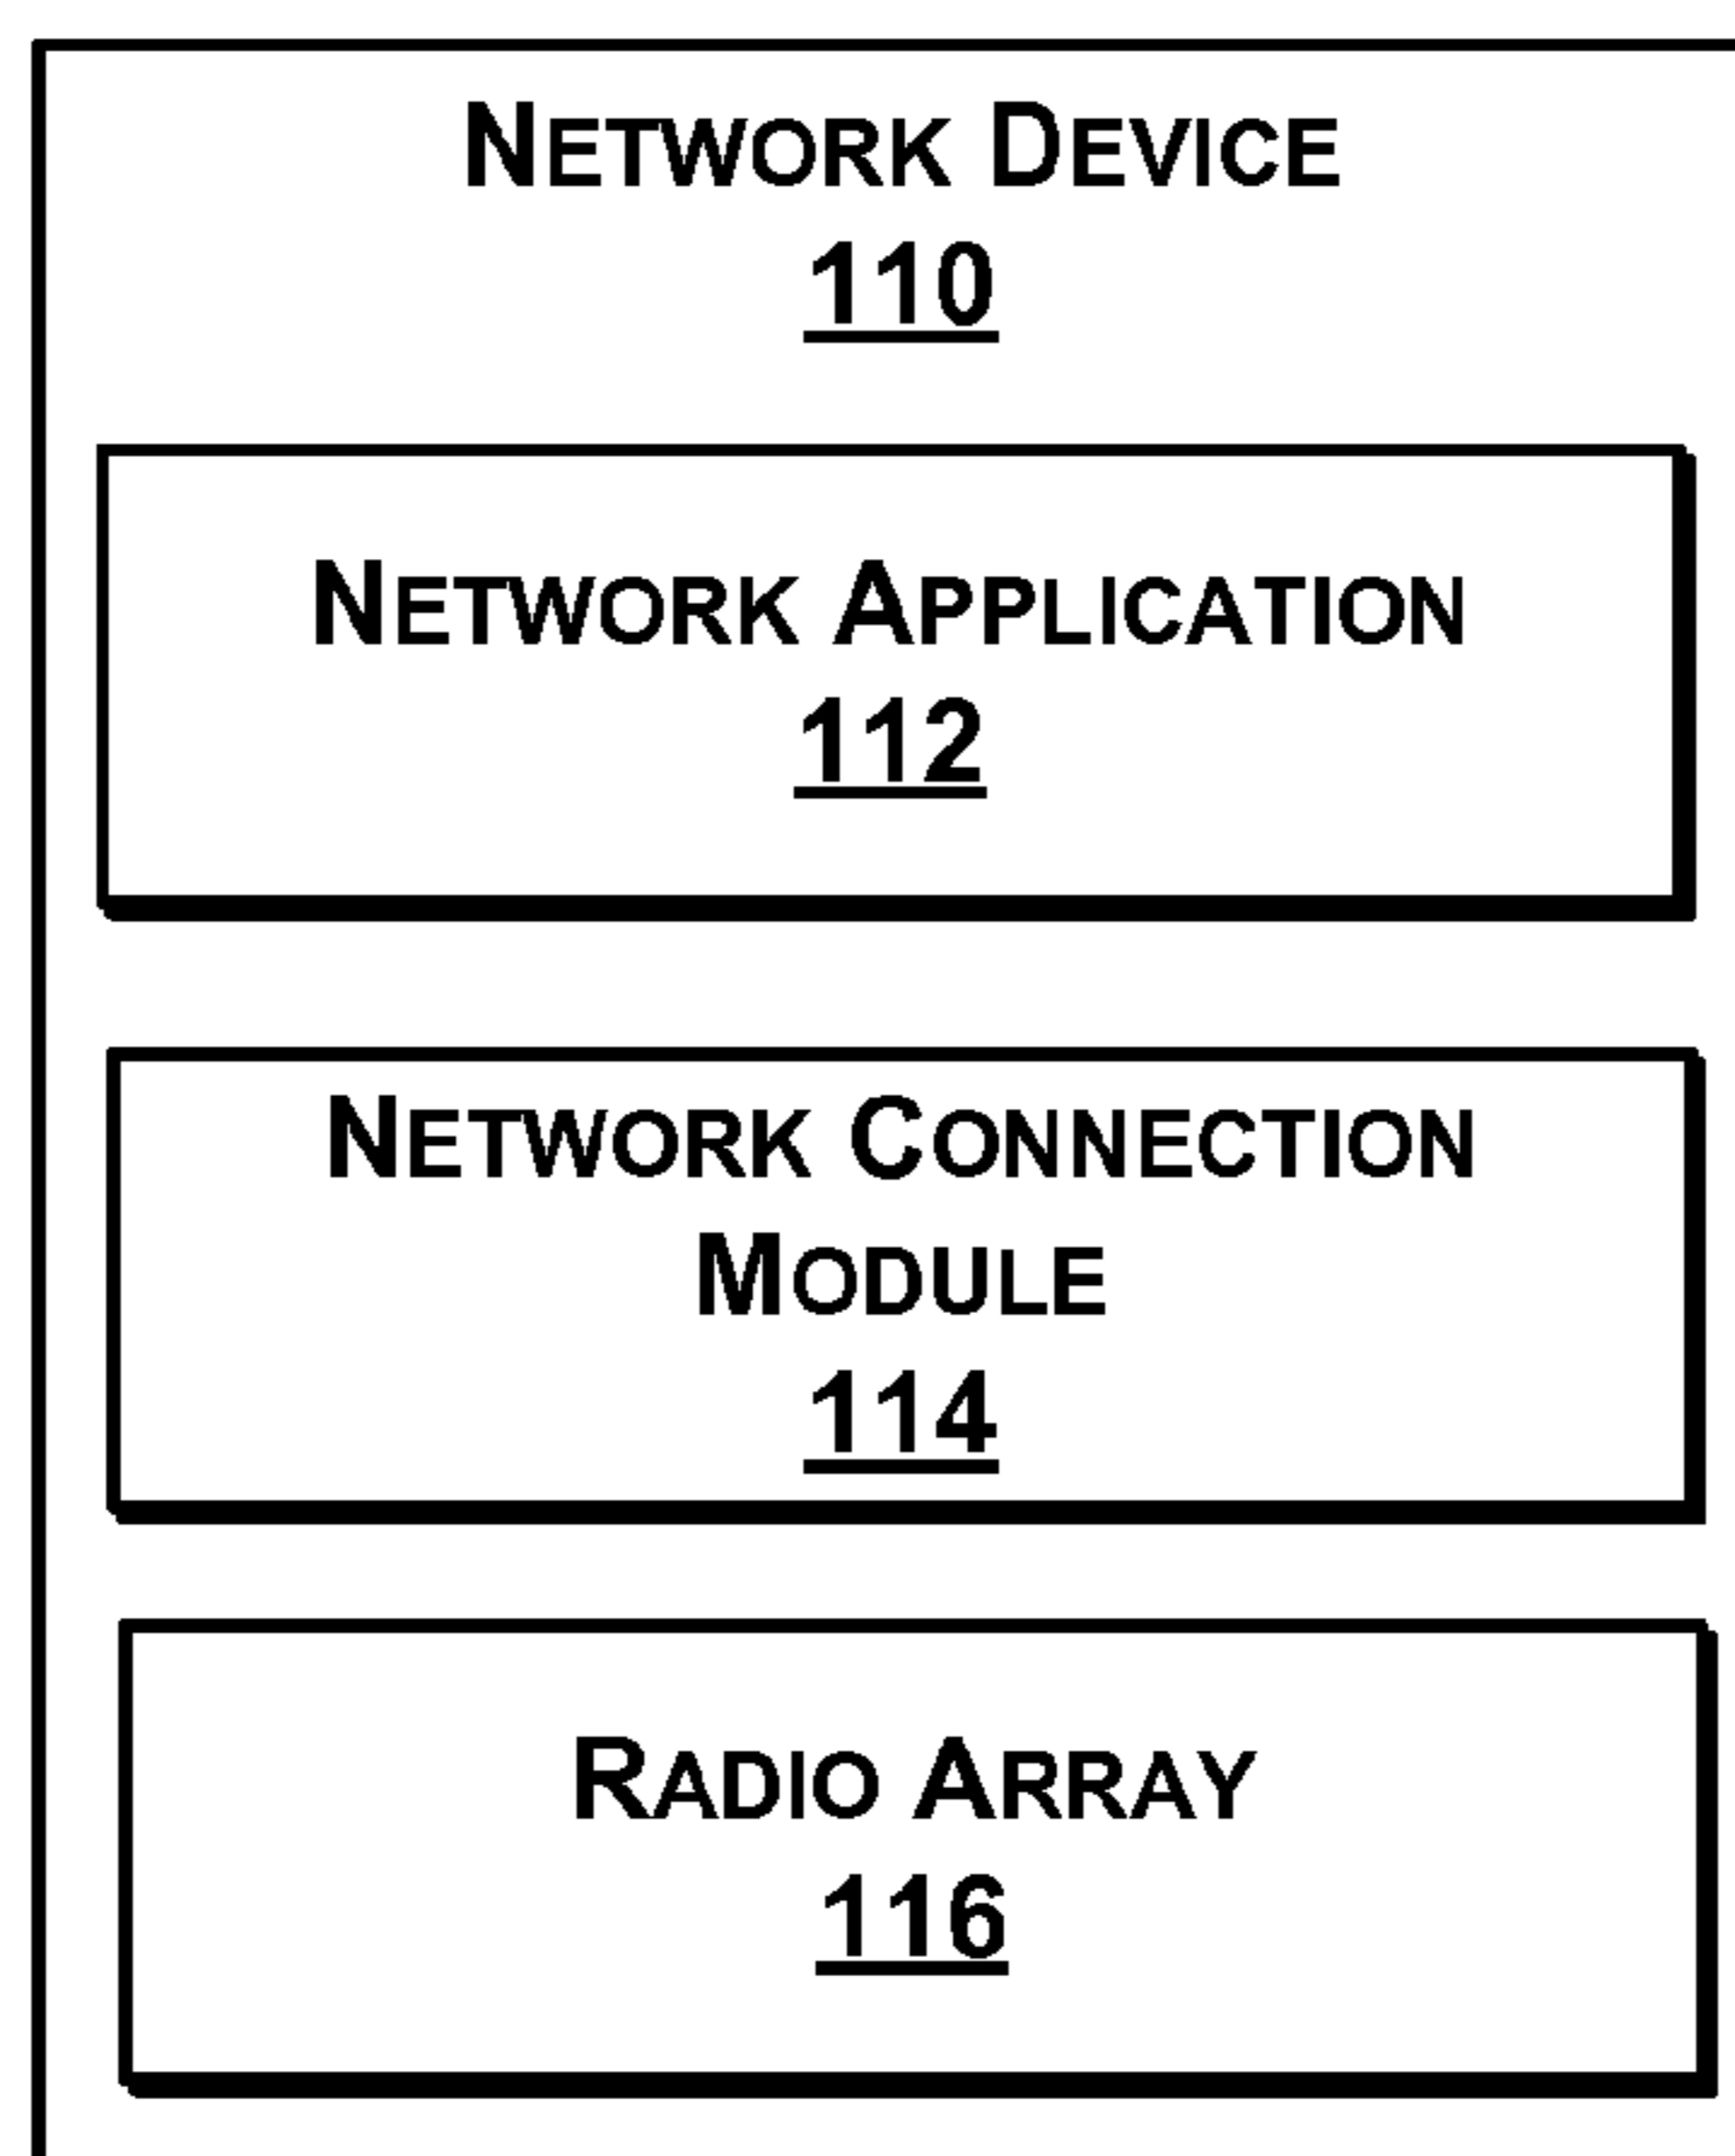 NETWORK DEVICE
110
NETWORK APPLICATION
112
NETWORK CONNECTION
MODULE
114
RADIO ARRAY
116